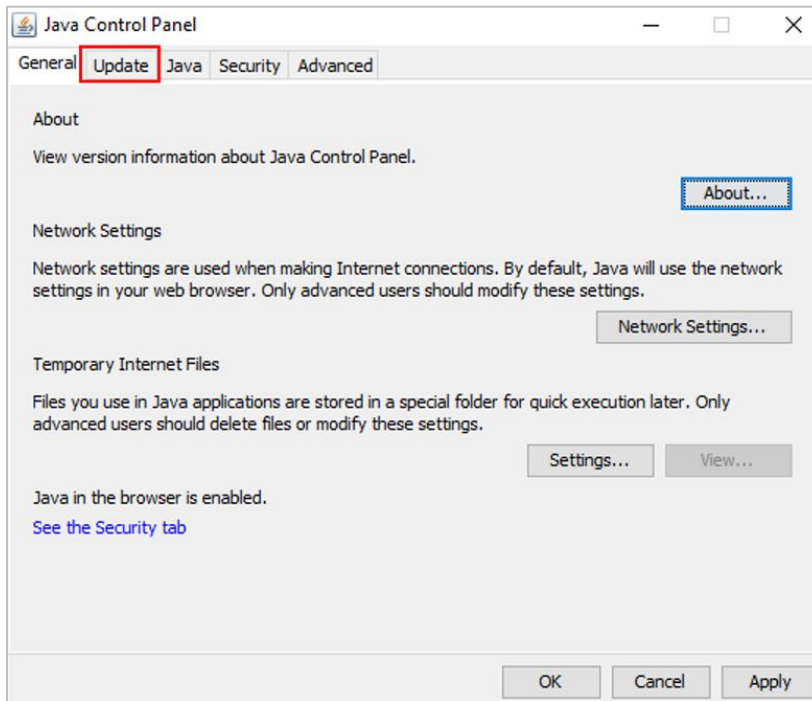 Java Control Panel
General Update Java Security Advanced
About
View version information about Java Control Panel.
About...
Network Settings
Network settings are used when making Internet connections. By default, Java will use the network
settings in your web browser. Only advanced users should modify these settings.
Network Settings...
Temporary Internet Files
Files you use in Java applications are stored in a special folder for quick execution later. Only
advanced users should delete files or modify these settings.
Settings... View...
Java in the browser is enabled.
See the Security tab
OK Cancel Apply